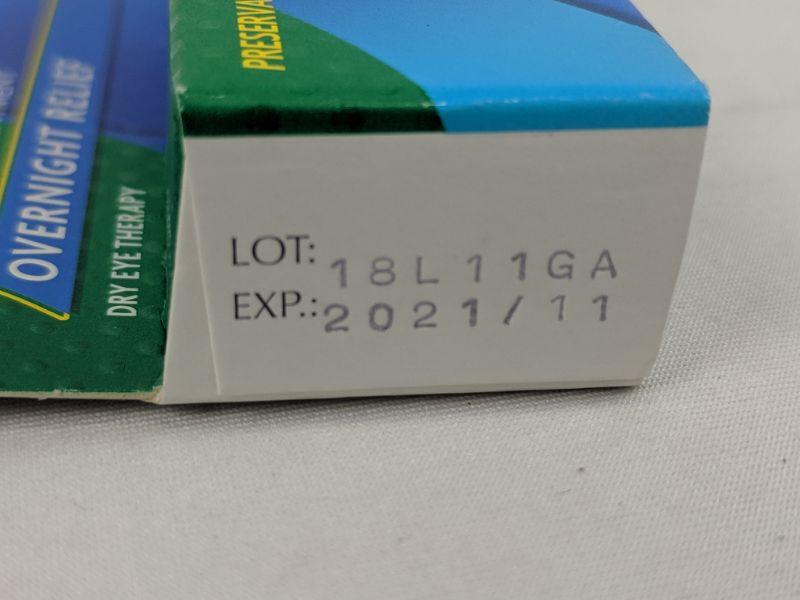 PRESERVA
OVERNIGHT RELIEF
DRY EYE THERAPY
LOT: 18L11GA
EXP.: 2021/11